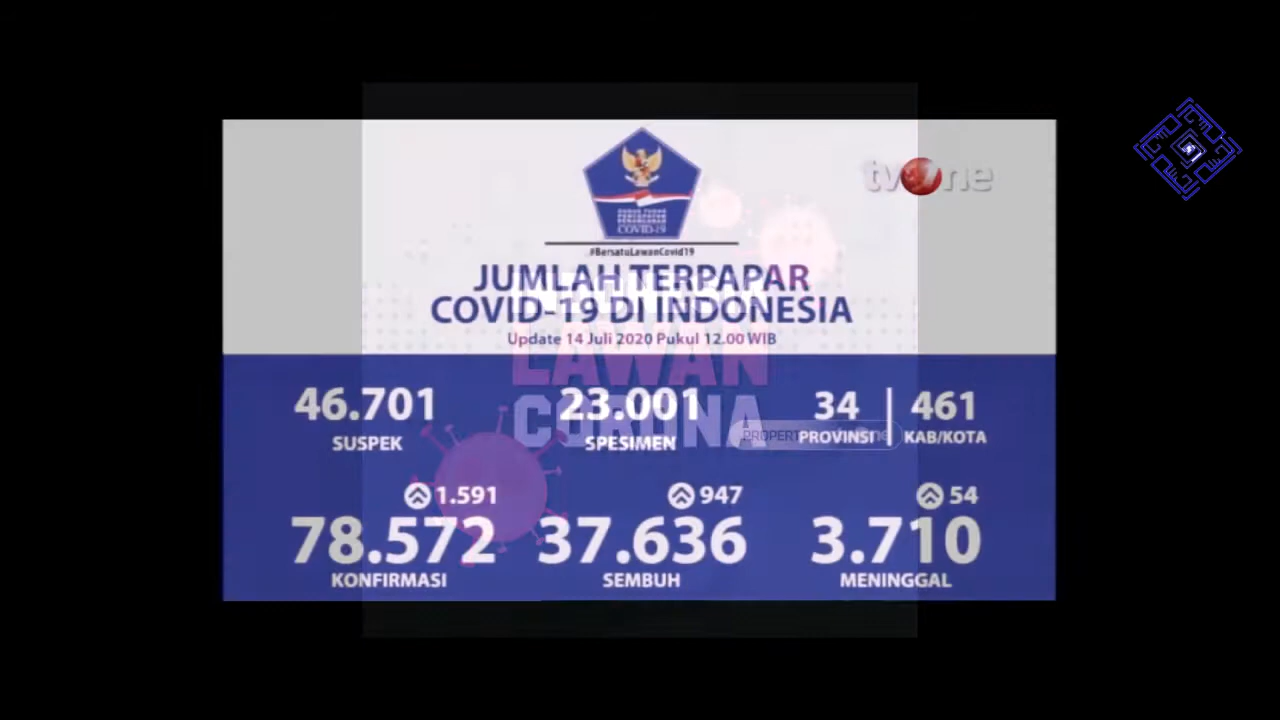 tvOne
COVID-19
#BersatuLawanCovid19
JUMLAH TERPAPAR
COVID-19 DI INDONESIA
Update 14 Juli 2020 Pukul 12.00 WIB
LAWAN
CORONA
46.701
SUSPEK
23.001
SPESIMEN
34
PROVINSI
461
KAB/KOTA
1.591
78.572
KONFIRMASI
947
37.636
SEMBUH
54
3.710
MENINGGAL